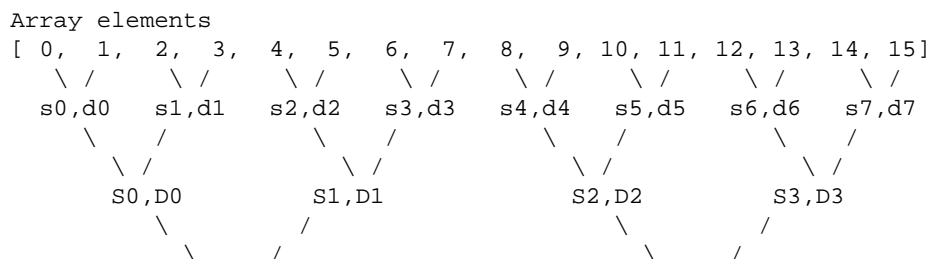 Array elements
[ 0, 1, 2, 3, 4, 5, 6, 7, 8, 9, 10, 11, 12, 13, 14, 15]
\ / \ / \ / \ / \ / \ / \ / \ /
s0,d0 s1,d1 s2,d2 s3,d3 s4,d4 s5,d5 s6,d6 s7,d7
\ / \ / \ / \ /
\ / \ / \ / \ /
S0,D0 S1,D1 S2,D2 S3,D3
\ / \ /
\ / \ /